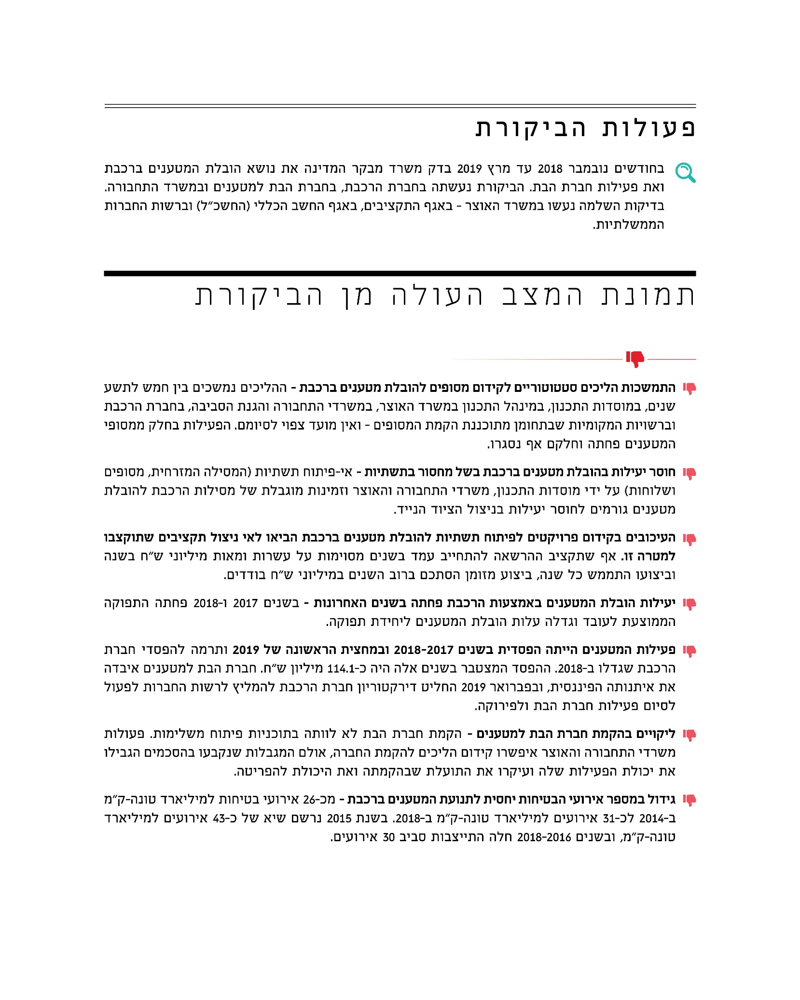 פעולות הביקורת
בחודשים נובמבר 2018 עד מרץ 2019 בדק משרד מבקר המדינה את נושא הובלת המטענים ברכבת
ואת פעילות חברת הבת. הביקורת נעשתה בחברת הרכבת, בחברת הבת למטענים ובמשרד התחבורה.
בדיקות השלמה נעשו במשרד האוצר - באגף התקציבים, באגף החשב הכללי (החשכ״ל) וברשות החברות
הממשלתיות.
תמונת המצב העולה מן הביקורת
התמשכות הליכים סטטוטוריים לקידום מסופים להובלת מטענים ברכבת - ההליכים נמשכים בין חמש לתשע
שנים, במוסדות התכנון, במינהל התכנון במשרד האוצר, במשרדי התחבורה והגנת הסביבה, בחברת הרכבת
וברשויות המקומיות שבתחומן מתוכננת הקמת המסופים - ואין מועד צפוי לסיומם. הפעילות בחלק ממסופי
המטענים פחתה וחלקם אף נסגרו.
חוסר יעילות בהובלת מטענים ברכבת בשל מחסור בתשתיות - אי-פיתוח תשתיות (המסילה המזרחית, מסופים
ושלוחות) על ידי מוסדות התכנון, משרדי התחבורה והאוצר וזמינות מוגבלת של מסילות הרכבת להובלת
מטענים גורמים לחוסר יעילות בניצול הציוד הנייד.
העיכובים בקידום פרויקטים לפיתוח תשתיות להובלת מטענים ברכבת הביאו לאי ניצול תקציבים שתוקצבו
למטרה זו. אף שתקציב ההרשאה להתחייב עמד בשנים מסוימות על עשרות ומאות מיליוני ש״ח בשנה
וביצועו התממש כל שנה, ביצוע מזומן הסתכם ברוב השנים במיליוני ש״ח בודדים.
יעילות הובלת המטענים באמצעות הרכבת פחתה בשנים האחרונות - בשנים 2017 ו-2018 פחתה התפוקה
הממוצעת לעובד וגדלה עלות הובלת המטענים ליחידת תפוקה.
פעילות המטענים הייתה הפסדית בשנים 2018-2017 ובמחצית הראשונה של 2019 ותרמה להפסדי חברת
הרכבת שגדלו ב-2018. ההפסד המצטבר בשנים אלה היה כ-114.1 מיליון ש״ח. חברת הבת למטענים איבדה
את איתנותה הפיננסית, ובפברואר 2019 החליט דירקטוריון חברת הרכבת להמליץ לרשות החברות לפעול
לסיום פעילות חברת הבת ולפירוקה.
ליקויים בהקמת חברת הבת למטענים - הקמת חברת הבת לא לוותה בתוכניות פיתוח משלימות. פעולות
משרדי התחבורה והאוצר איפשרו קידום הליכים להקמת החברה, אולם המגבלות שנקבעו בהסכמים הגבילו
את יכולת הפעילות שלה ועיקרו את התועלת שבהקמתה ואת היכולת להפריטה.
גידול במספר אירועי הבטיחות יחסית לתנועת המטענים ברכבת - מכ-26 אירועי בטיחות למיליארד טונה-ק״מ
ב-2014 לכ-31 אירועים למיליארד טונה-ק״מ ב-2018. בשנת 2015 נרשם שיא של כ-43 אירועים למיליארד
טונה-ק״מ, ובשנים 2018-2016 חלה התייצבות סביב 30 אירועים.